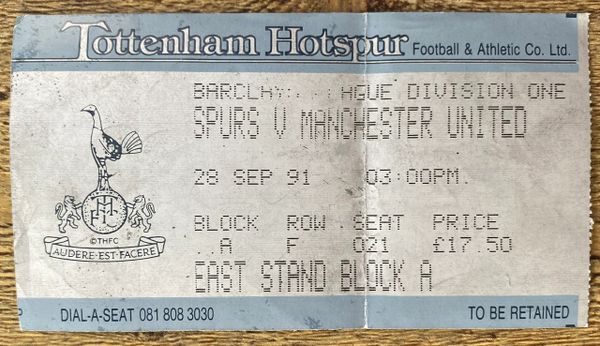 Tottenham Hotspur Football & Athletic Co. Ltd.
BARCLAY AGUE DIVISION ONE
SPURS V MANCHESTER UNITED
28 SEP 91 03:00PM.
BLOCK ROW SEAT PRICE
A F 021 £17.50
EAST STAND BLOCK A
©THFC
AUDERE·EST·FACERE
DIAL-A-SEAT 081 808 3030 TO BE RETAINED